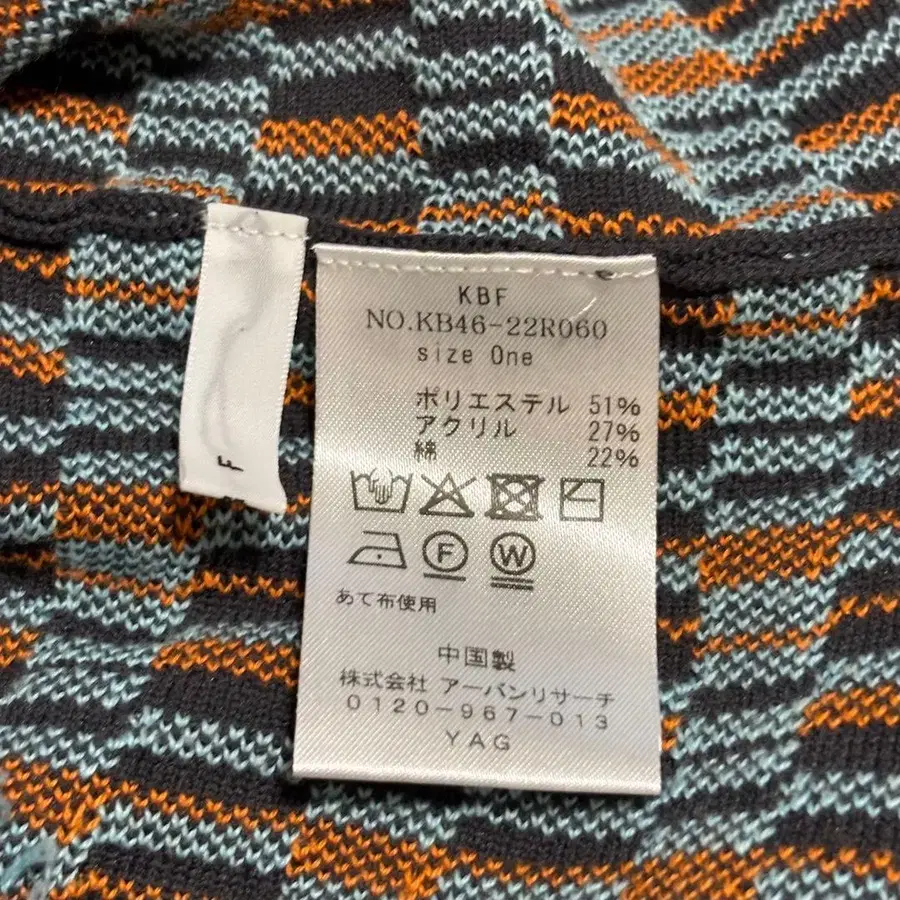 KBF
NO.KB46-22R060
size One
ポリエステル 51%
アクリル 27%
綿 22%
F W
あて布使用
中国製
株式会社 アーバンリサーチ
0120-967-013
YAG
F